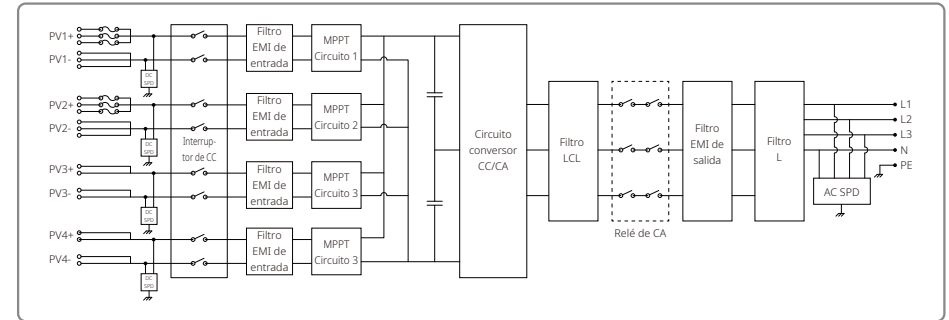 PV1+
PV1-
DC
SPD
PV2+
PV2-
DC
SPD
PV3+
PV3-
DC
SPD
PV4+
PV4-
DC
SPD
Interrup-
tor de CC
Filtro
EMI de
entrada
MPPT
Circuito 1
Filtro
EMI de
entrada
MPPT
Circuito 2
Filtro
EMI de
entrada
MPPT
Circuito 3
Filtro
EMI de
entrada
MPPT
Circuito 3
Circuito
conversor
CC/CA
Filtro
LCL
Relé de CA
Filtro
EMI de
salida
Filtro
L
L1
L2
L3
N
PE
AC SPD